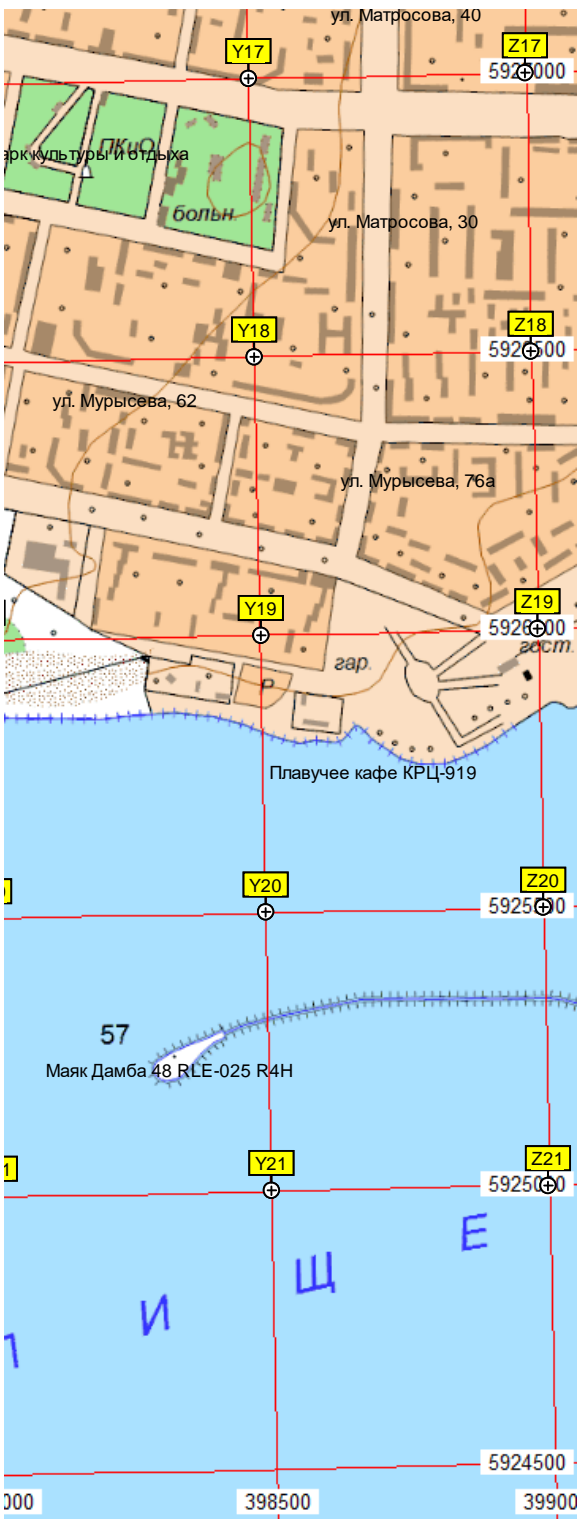 ул. Матросова, 40
Y17
Z17
5927000
ПКиО
арк культуры и отдыха
больн.
ул. Матросова, 30
Y18
Z18
5926500
ул. Мурысева, 62
ул. Мурысева, 76а
Y19
Z19
5926000
гост.
гар.
Р
Плавучее кафе КРЦ-919
Y20
Z20
5925500
57
Маяк Дамба 48 RLE-025 R4H
Y21
Z21
1
5925000
Е
Щ
И
5924500
000
398500
39900